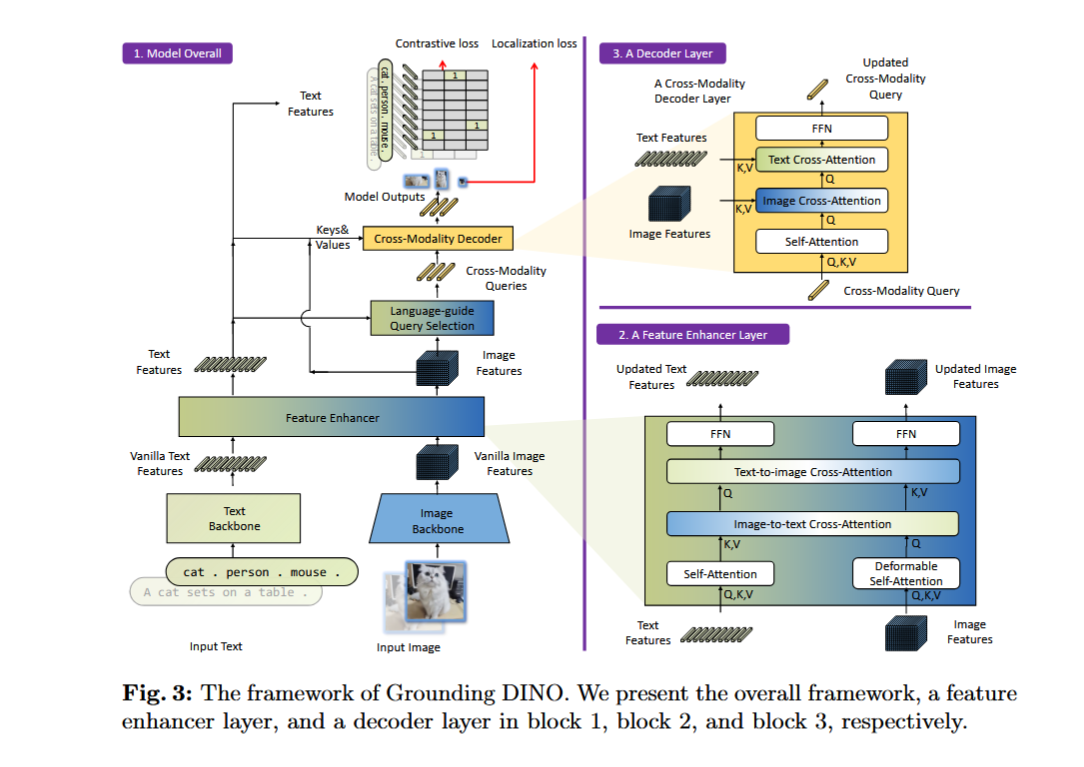 1. Model Overall
Contrastive loss
Localization loss
Text
Features
cat . person . mouse .
A cat sets on a table .
1
1
1
1
Model Outputs
Keys&
Values
Cross-Modality Decoder
Cross-Modality
Queries
Language-guide
Query Selection
Text
Features
Image
Features
Feature Enhancer
Vanilla Text
Features
Vanilla Image
Features
Text
Backbone
Image
Backbone
cat . person . mouse .
A cat sets on a table .
Input Text
Input Image
3. A Decoder Layer
Updated
Cross-Modality
Query
A Cross-Modality
Decoder Layer
FFN
Text Features
Text Cross-Attention
K,V
Q
Image Cross-Attention
K,V
Q
Image Features
Self-Attention
Q,K,V
Cross-Modality Query
2. A Feature Enhancer Layer
Updated Text
Features
Updated Image
Features
FFN
FFN
Text-to-image Cross-Attention
Q
K,V
Image-to-text Cross-Attention
K,V
Q
Self-Attention
Deformable
Self-Attention
Q,K,V
Q,K,V
Text
Features
Image
Features
Fig. 3: The framework of Grounding DINO. We present the overall framework, a feature
enhancer layer, and a decoder layer in block 1, block 2, and block 3, respectively.